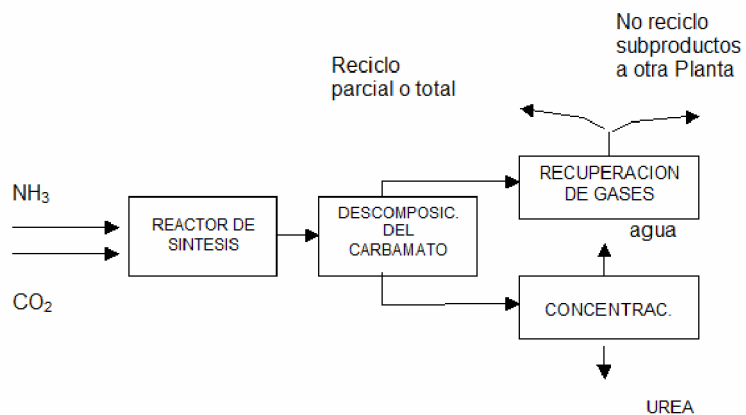 No reciclo
subproductos
a otra Planta
Reciclo
parcial o total
NH3
REACTOR DE
SINTESIS
DESCOMPOSIC.
DEL
CARBAMATO
RECUPERACION
DE GASES
agua
CO2
CONCENTRAC.
UREA